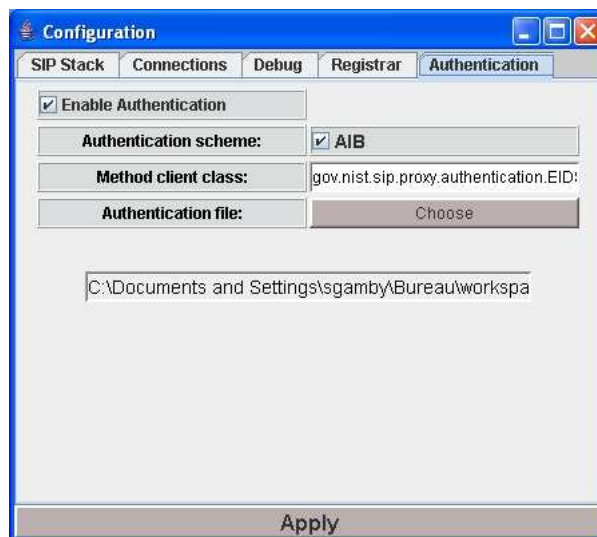 Configuration
SIP Stack Connections Debug Registrar Authentication
Enable Authentication
Authentication scheme: AIB
Method client class: gov.nist.sip.proxy.authentication.EID
Authentication file: Choose
C:\Documents and Settings\sgamby\Bureau\workspa
Apply